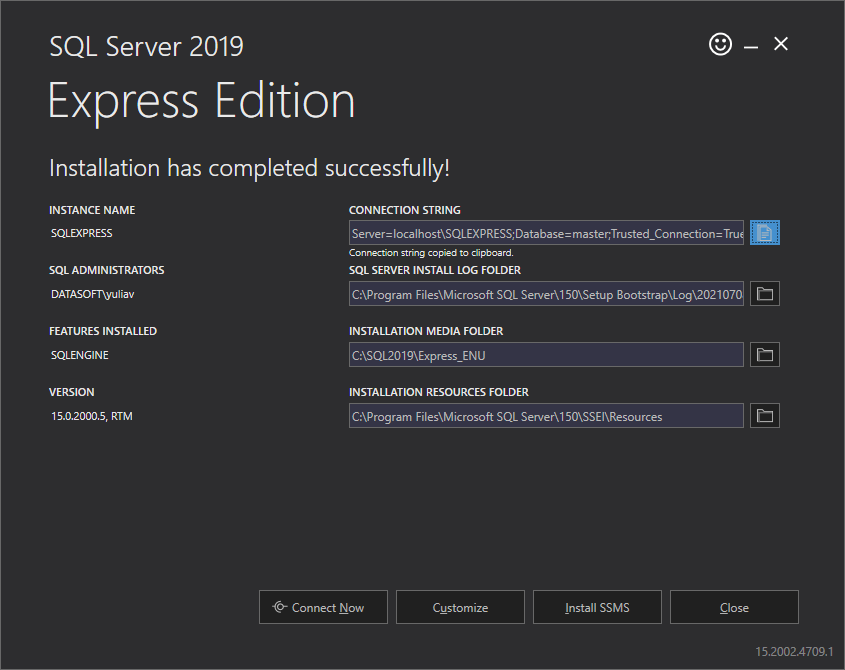 SQL Server 2019
Express Edition
Installation has completed successfully!
INSTANCE NAME
SQLEXPRESS
CONNECTION STRING
Server=localhost\SQLEXPRESS;Database=master;Trusted_Connection=True
Connection string copied to clipboard.
SQL ADMINISTRATORS
DATASOFT\yuliav
SQL SERVER INSTALL LOG FOLDER
C:\Program Files\Microsoft SQL Server\150\Setup Bootstrap\Log\2021070
FEATURES INSTALLED
SQLENGINE
INSTALLATION MEDIA FOLDER
C:\SQL2019\Express_ENU
VERSION
15.0.2000.5, RTM
INSTALLATION RESOURCES FOLDER
C:\Program Files\Microsoft SQL Server\150\SSEI\Resources
Connect Now
Customize
Install SSMS
Close
15.2002.4709.1